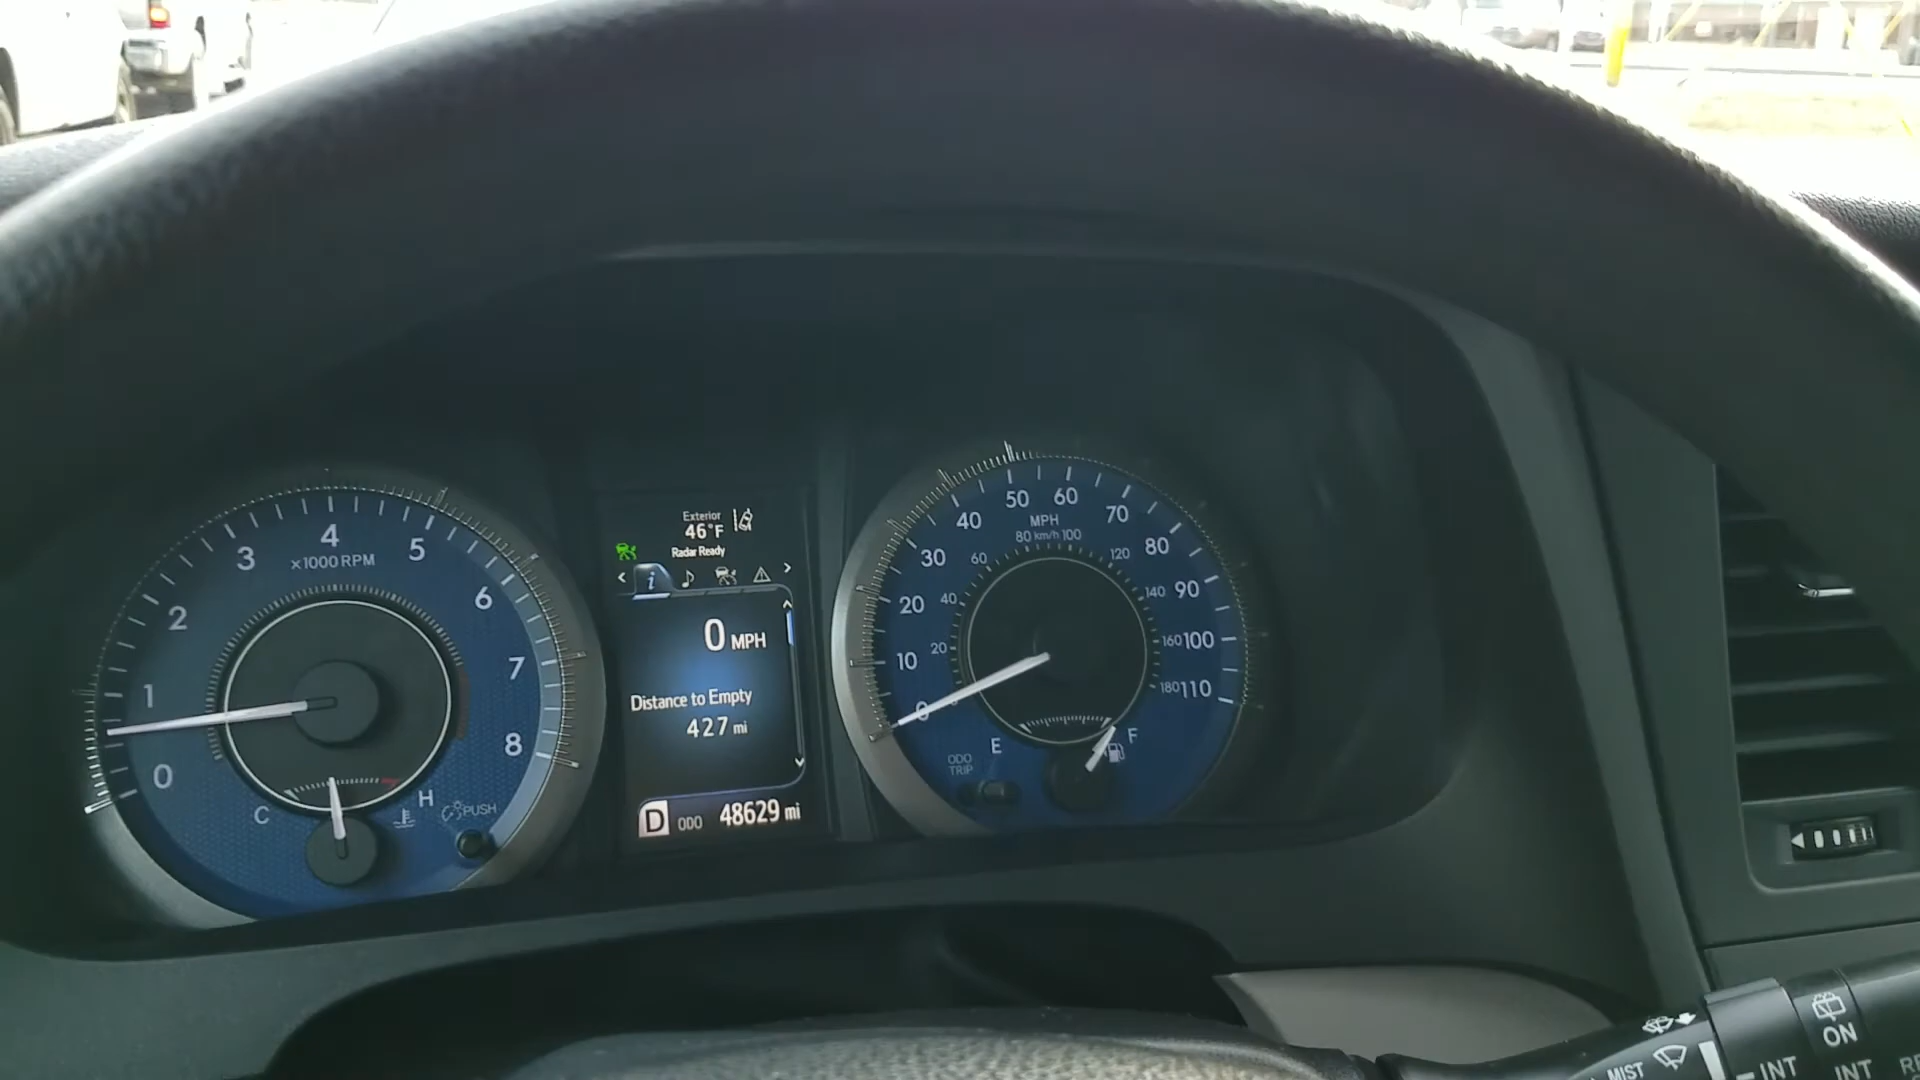 0
1
2
3
4
5
6
7
8
×1000 RPM
C
H
PUSH
Exterior
46°F
Radar Ready
i
0 MPH
Distance to Empty
427 mi
D ODO 48629 mi
0
10
20
30
40
50
60
70
80
90
100
110
MPH
80 km/h 100
20
40
60
120
140
160
180
ODO
TRIP
E
F
ON
MIST
INT
INT